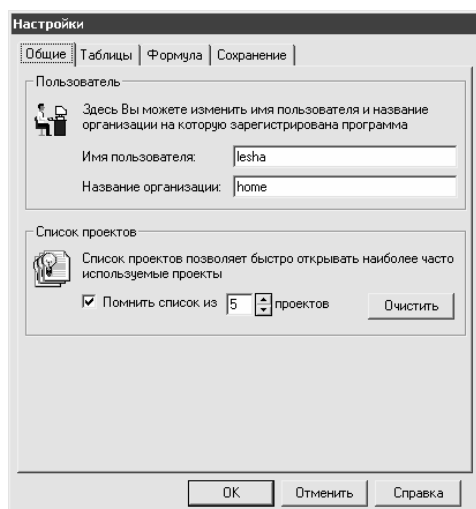 Настройки
Общие Таблицы Формула Сохранение
Пользователь
Здесь Вы можете изменить имя пользователя и название
организации на которую зарегистрирована программа
Имя пользователя: lesha
Название организации: home
Список проектов
Список проектов позволяет быстро открывать наиболее часто
используемые проекты
Помнить список из 5 проектов Очистить
OK Отменить Справка